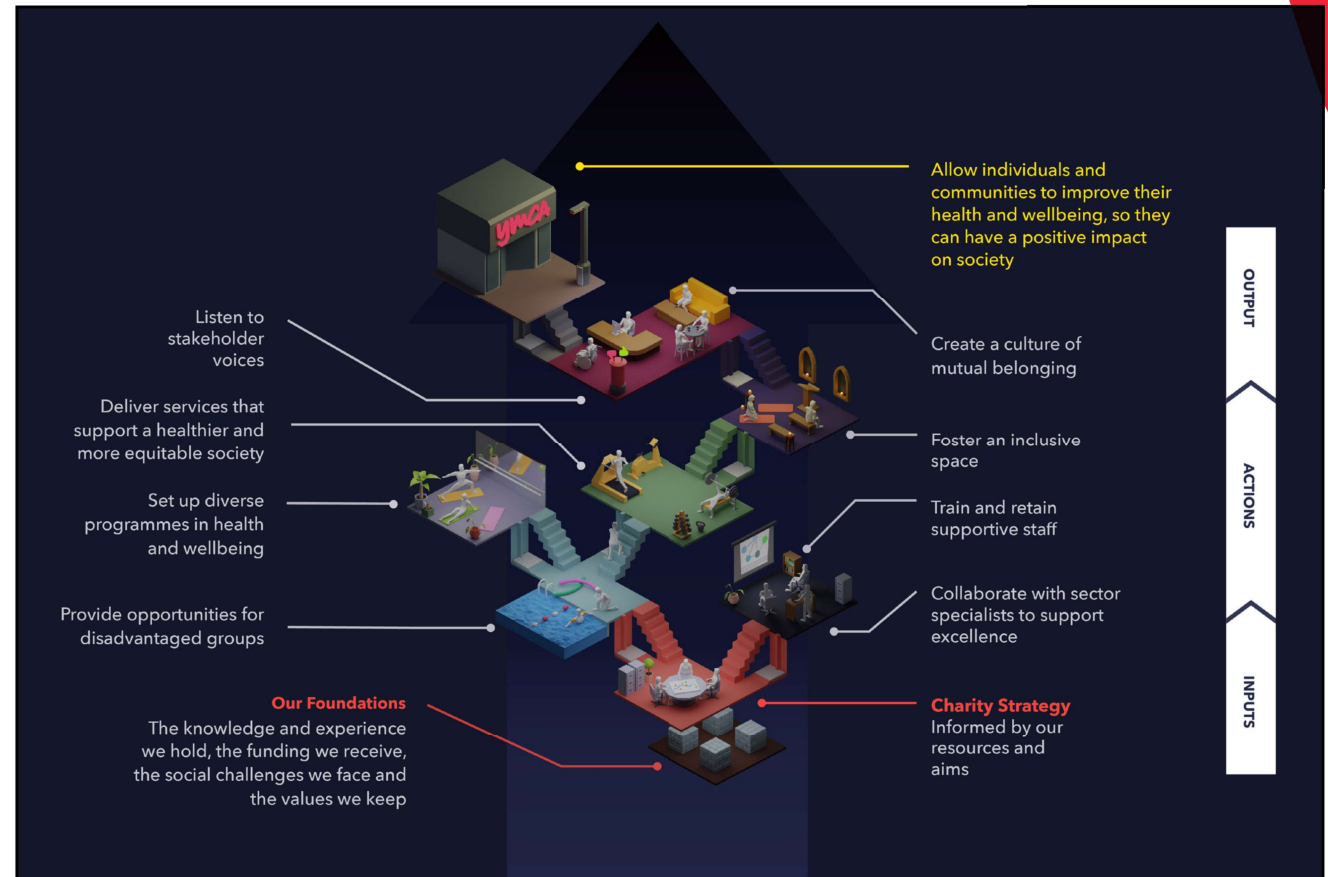 ymca
Allow individuals and
communities to improve their
health and wellbeing, so they
can have a positive impact
on society
Listen to
stakeholder
voices
Create a culture of
mutual belonging
Deliver services that
support a healthier and
more equitable society
Foster an inclusive
space
Set up diverse
programmes in health
and wellbeing
Train and retain
supportive staff
Provide opportunities for
disadvantaged groups
Collaborate with sector
specialists to support
excellence
Our Foundations
The knowledge and experience
we hold, the funding we receive,
the social challenges we face and
the values we keep
Charity Strategy
Informed by our
resources and
aims
OUTPUT
ACTIONS
INPUTS